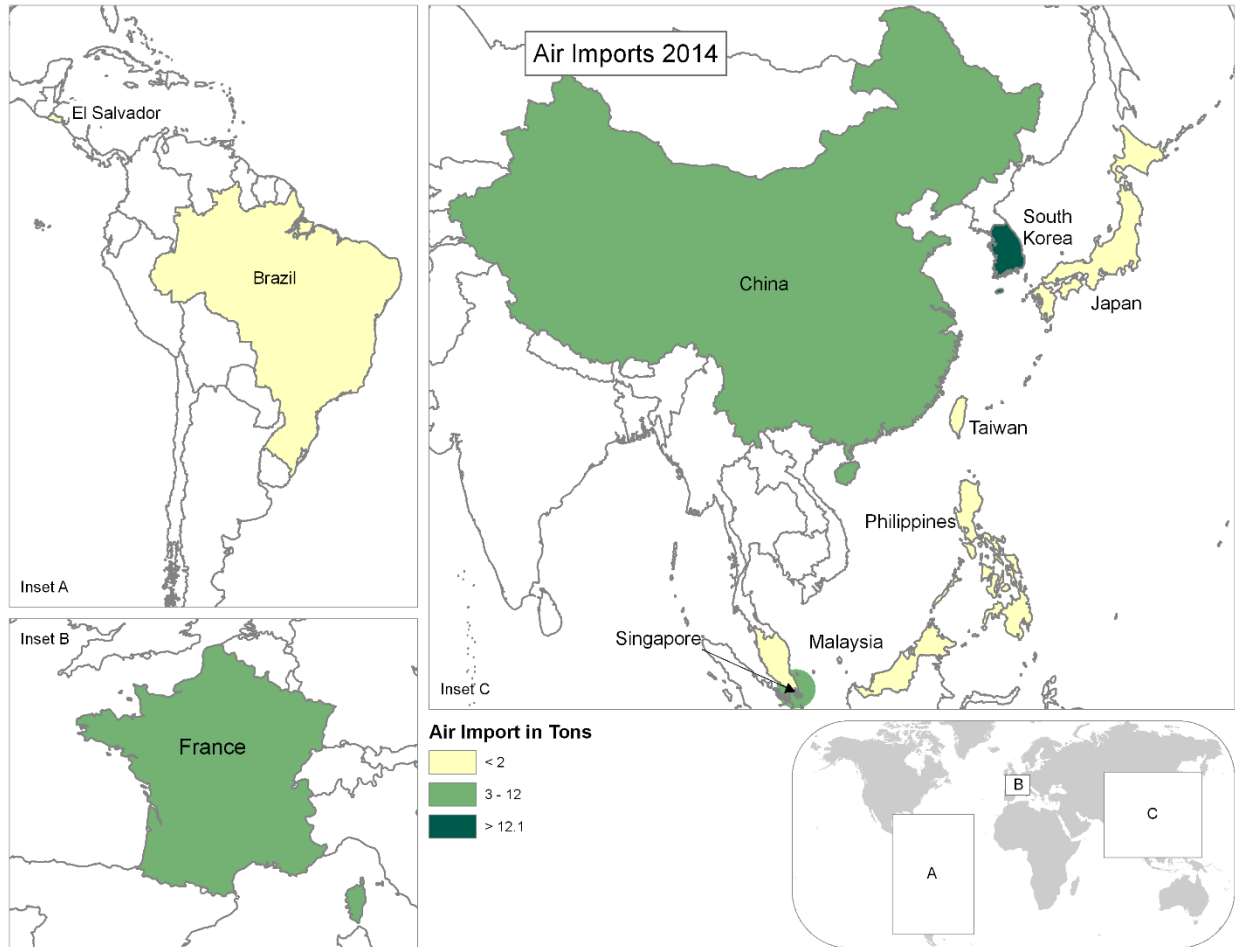 Air Imports 2014
El Salvador
Brazil
Inset A
Inset B
France
China
South
Korea
Japan
Taiwan
Philippines
Singapore
Malaysia
Inset C
Air Import in Tons
< 2
3 - 12
> 12.1
A
B
C